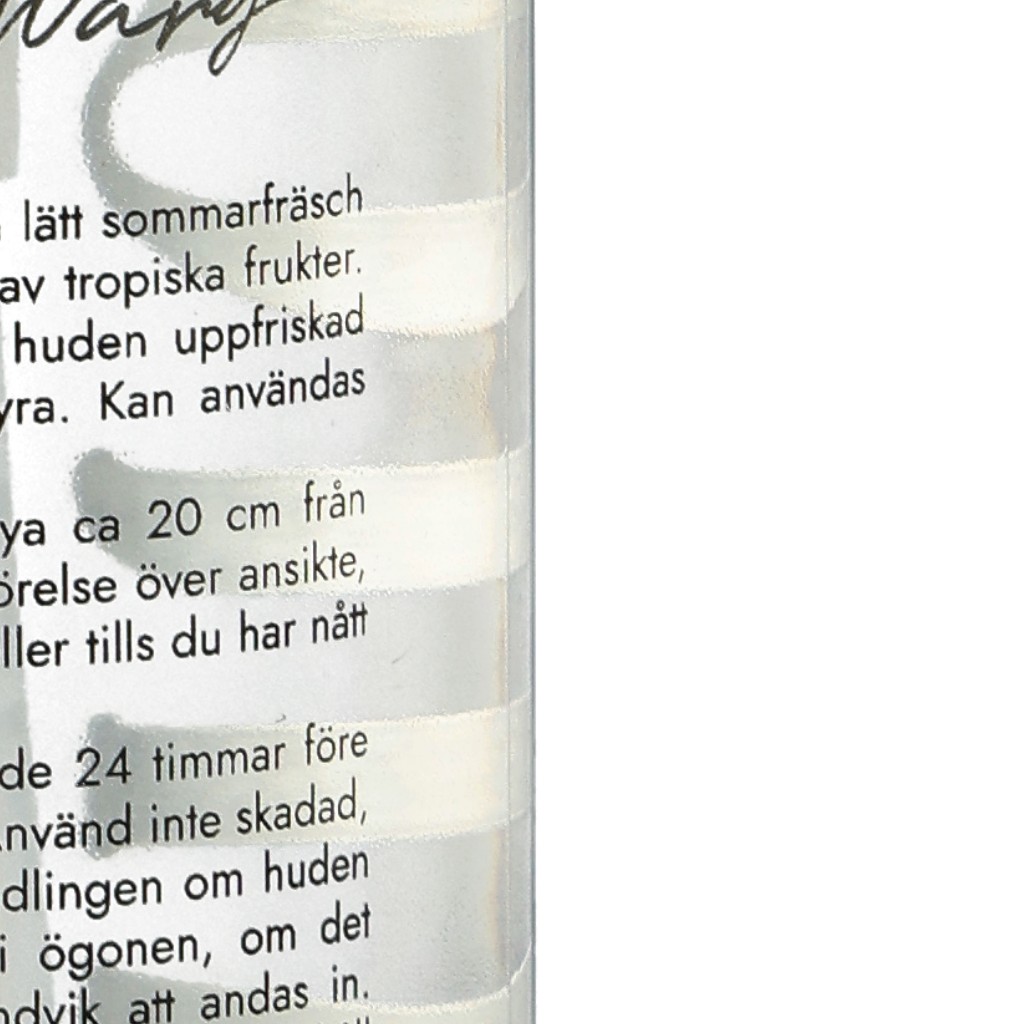 lätt sommarfräsch
av tropiska frukter.
huden uppfriskad
yra. Kan användas
ya ca 20 cm från
örelse över ansikte,
ller tills du har nått
de 24 timmar före
nvänd inte skadad,
dlingen om huden
i ögonen, om det
ndvik att andas in.